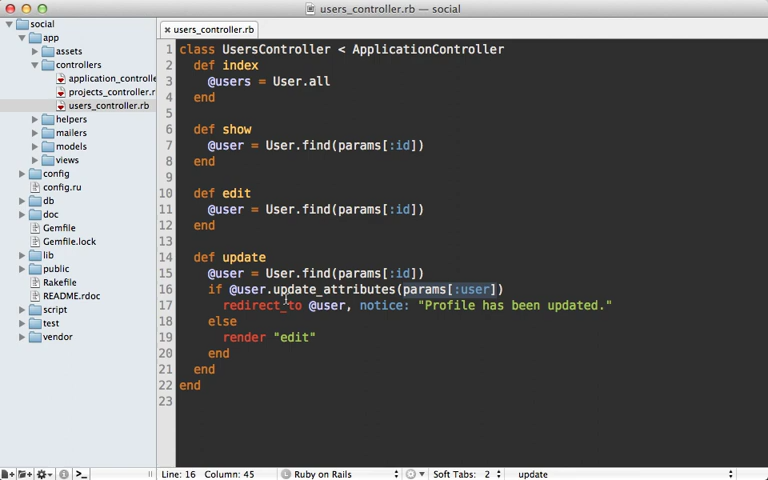 users_controller.rb — social
social
app
assets
controllers
application_controlle
projects_controller.r
users_controller.rb
helpers
mailers
models
views
config
config.ru
db
doc
Gemfile
Gemfile.lock
lib
public
Rakefile
README.rdoc
script
test
vendor
users_controller.rb
1 class UsersController < ApplicationController
2 def index
3 @users = User.all
4 end
5
6 def show
7 @user = User.find(params[:id])
8 end
9
10 def edit
11 @user = User.find(params[:id])
12 end
13
14 def update
15 @user = User.find(params[:id])
16 if @user.update_attributes(params[:user])
17 redirect_to @user, notice: "Profile has been updated."
18 else
19 render "edit"
20 end
21 end
22 end
23
Line: 16 Column: 45 Ruby on Rails Soft Tabs: 2 update